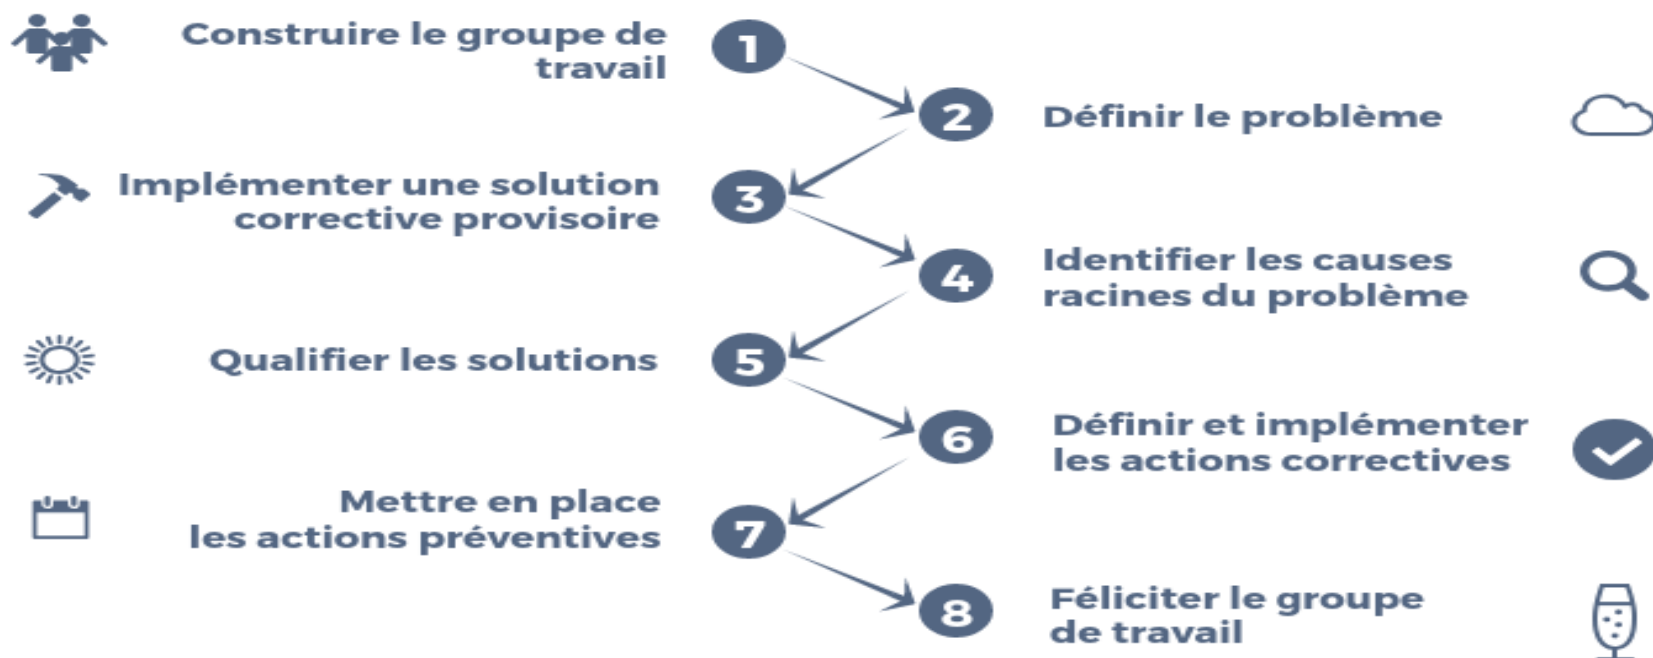 Construire le groupe de
travail
1
2
Définir le problème
Implémenter une solution
corrective provisoire
3
4
Identifier les causes
racines du problème
Qualifier les solutions
5
6
Définir et implémenter
les actions correctives
Mettre en place
les actions préventives
7
8
Féliciter le groupe
de travail